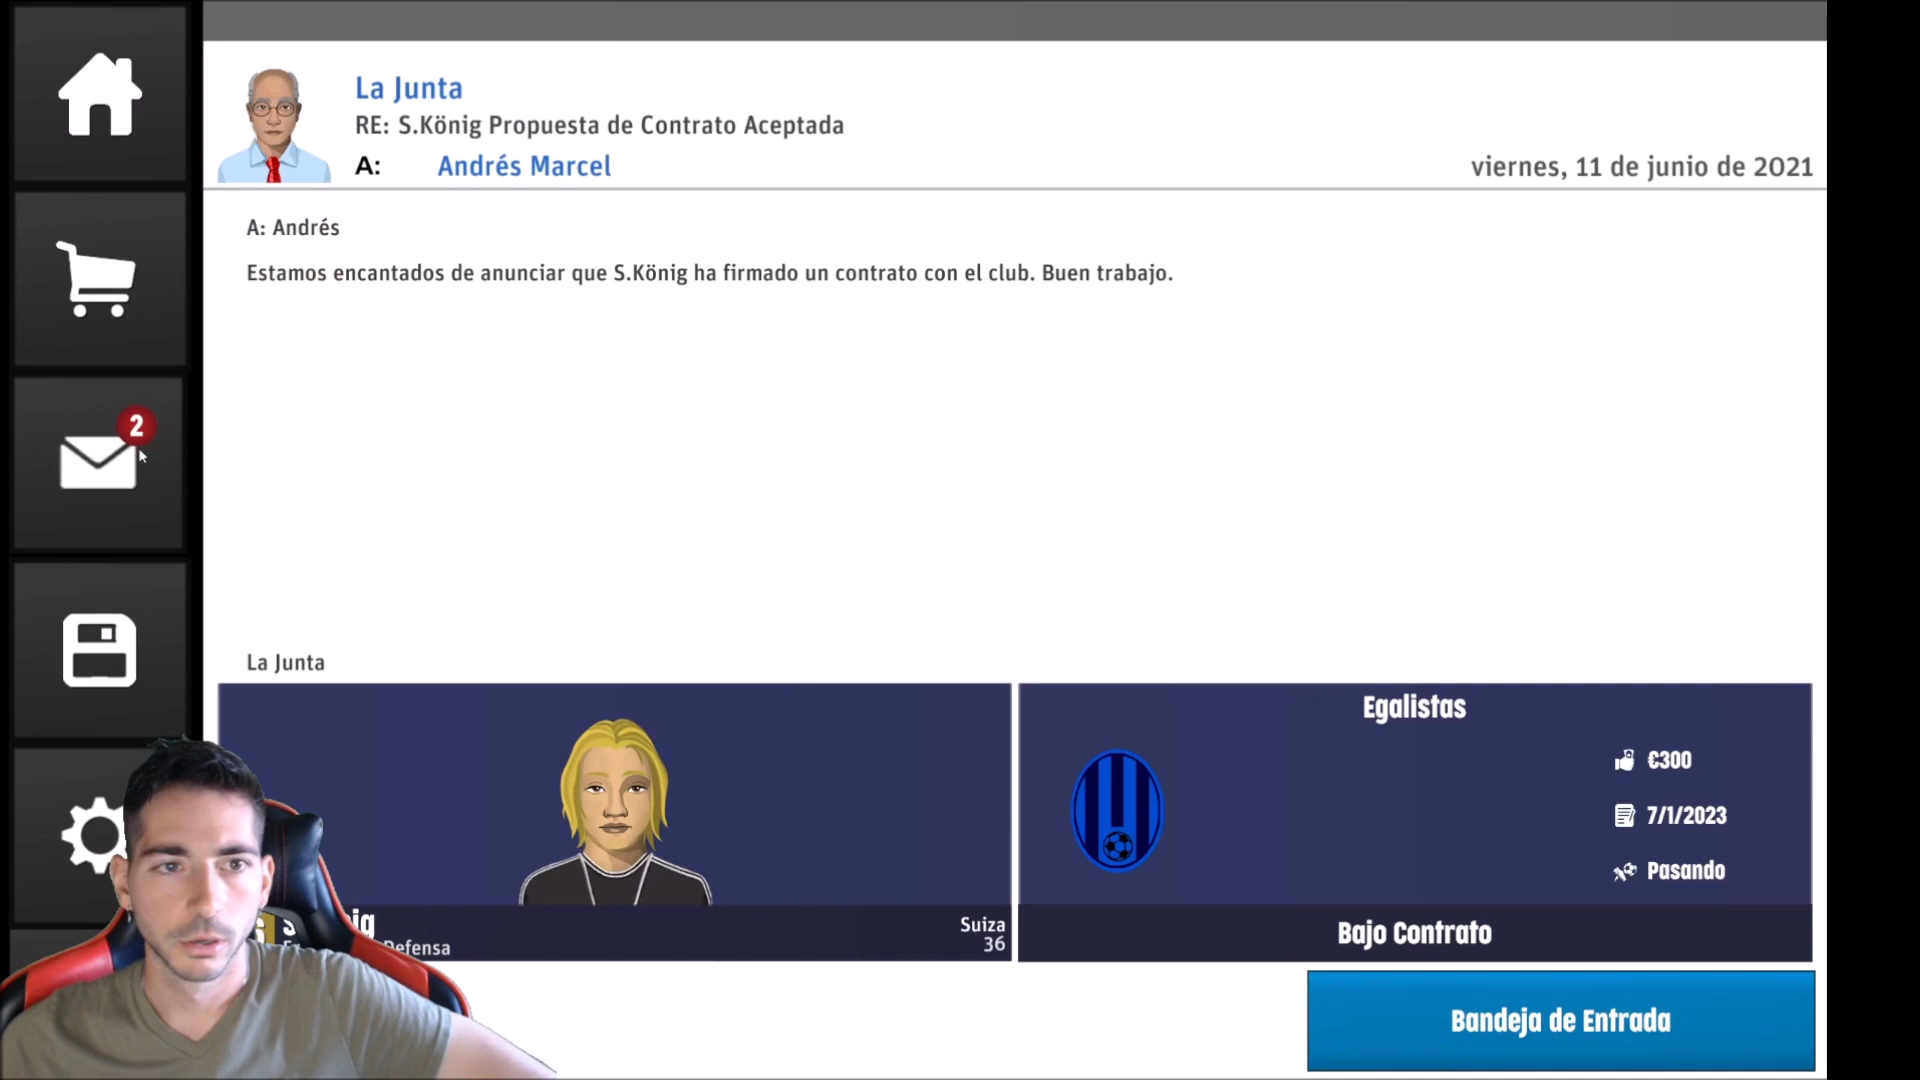 La Junta
RE: S.König Propuesta de Contrato Aceptada
A: Andrés Marcel
viernes, 11 de junio de 2021
A: Andrés
Estamos encantados de anunciar que S.König ha firmado un contrato con el club. Buen trabajo.
2
La Junta
Egalistas
€300
7/1/2023
Pasando
Suiza
36
Defensa
Bajo Contrato
Bandeja de Entrada